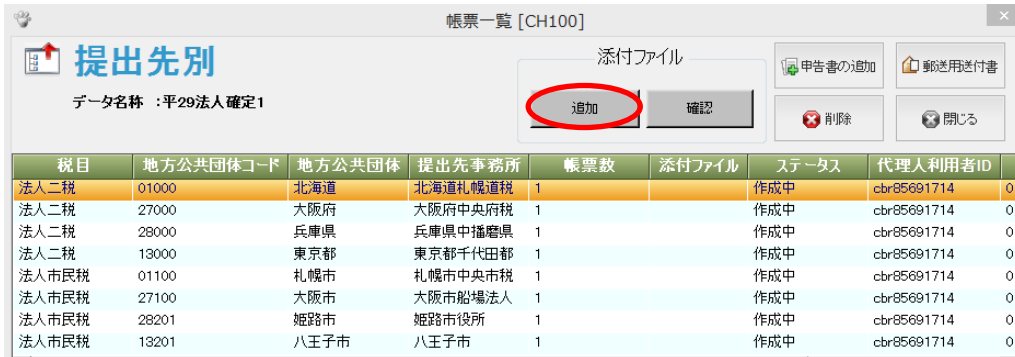 帳票一覧 [CH100]
提出先別
データ名称 ：平29法人確定1
添付ファイル
追加 確認
申告書の追加 郵送用送付書
削除 閉じる
税目 地方公共団体コード 地方公共団体 提出先事務所 帳票数 添付ファイル ステータス 代理人利用者ID
法人二税 01000 北海道 北海道札幌道税 1 作成中 cbr85691714 0
法人二税 27000 大阪府 大阪府中央府税 1 作成中 cbr85691714 0
法人二税 28000 兵庫県 兵庫県中播磨県 1 作成中 cbr85691714 0
法人二税 13000 東京都 東京都千代田都 1 作成中 cbr85691714 0
法人市民税 01100 札幌市 札幌市中央市税 1 作成中 cbr85691714 0
法人市民税 27100 大阪市 大阪市船場法人 1 作成中 cbr85691714 0
法人市民税 28201 姫路市 姫路市役所 1 作成中 cbr85691714 0
法人市民税 13201 八王子市 八王子市 1 作成中 cbr85691714 0